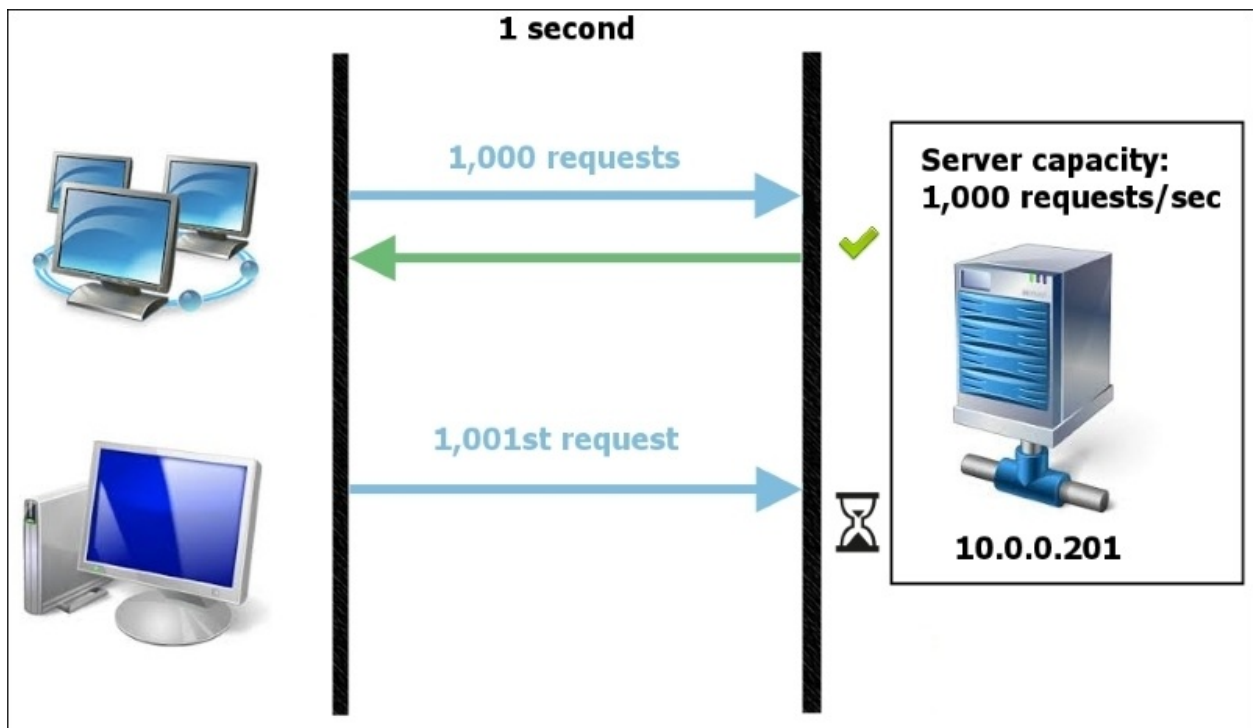 1 second
1,000 requests
Server capacity:
1,000 requests/sec
1,001st request
10.0.0.201